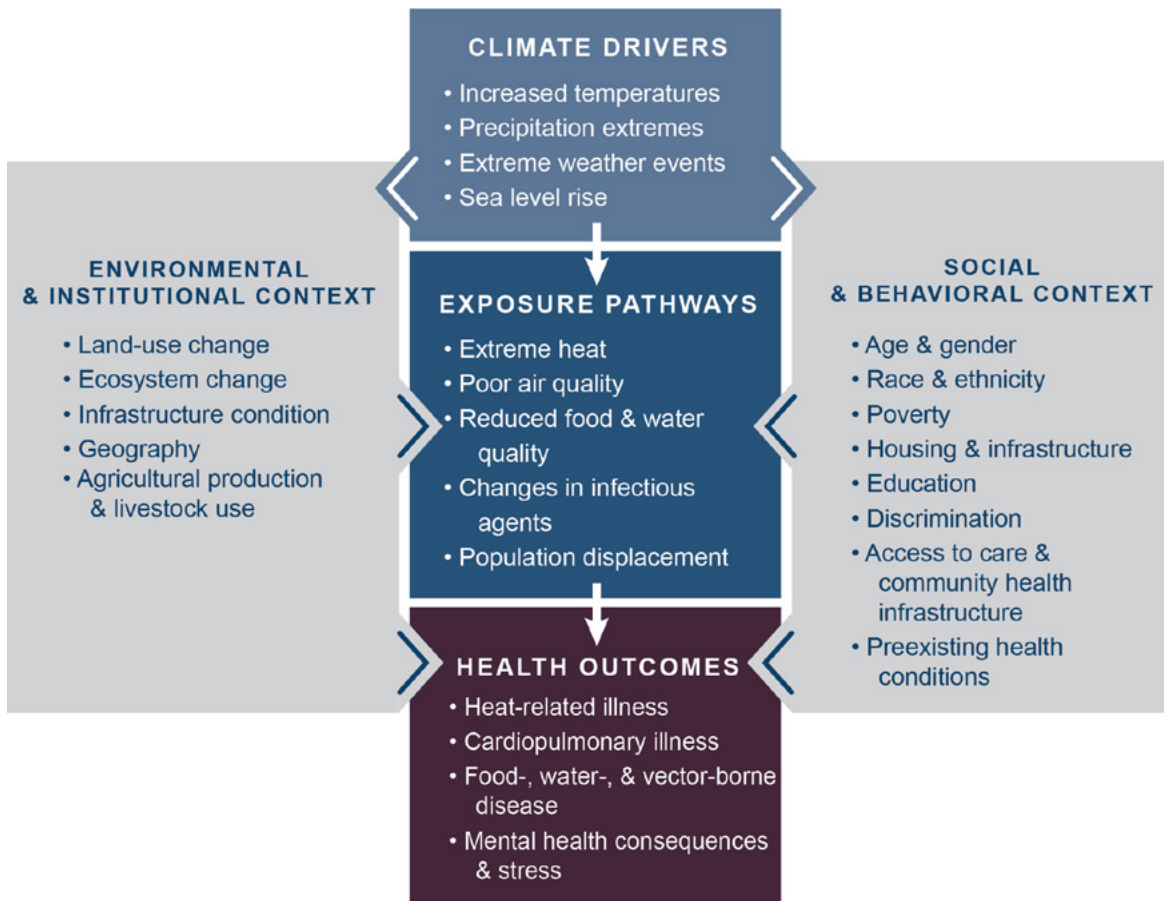 CLIMATE DRIVERS
• Increased temperatures
• Precipitation extremes
• Extreme weather events
• Sea level rise
ENVIRONMENTAL
& INSTITUTIONAL CONTEXT
• Land-use change
• Ecosystem change
• Infrastructure condition
• Geography
• Agricultural production
& livestock use
EXPOSURE PATHWAYS
• Extreme heat
• Poor air quality
• Reduced food & water
quality
• Changes in infectious
agents
• Population displacement
SOCIAL
& BEHAVIORAL CONTEXT
• Age & gender
• Race & ethnicity
• Poverty
• Housing & infrastructure
• Education
• Discrimination
• Access to care &
community health
infrastructure
• Preexisting health
conditions
HEALTH OUTCOMES
• Heat-related illness
• Cardiopulmonary illness
• Food-, water-, & vector-borne
disease
• Mental health consequences
& stress